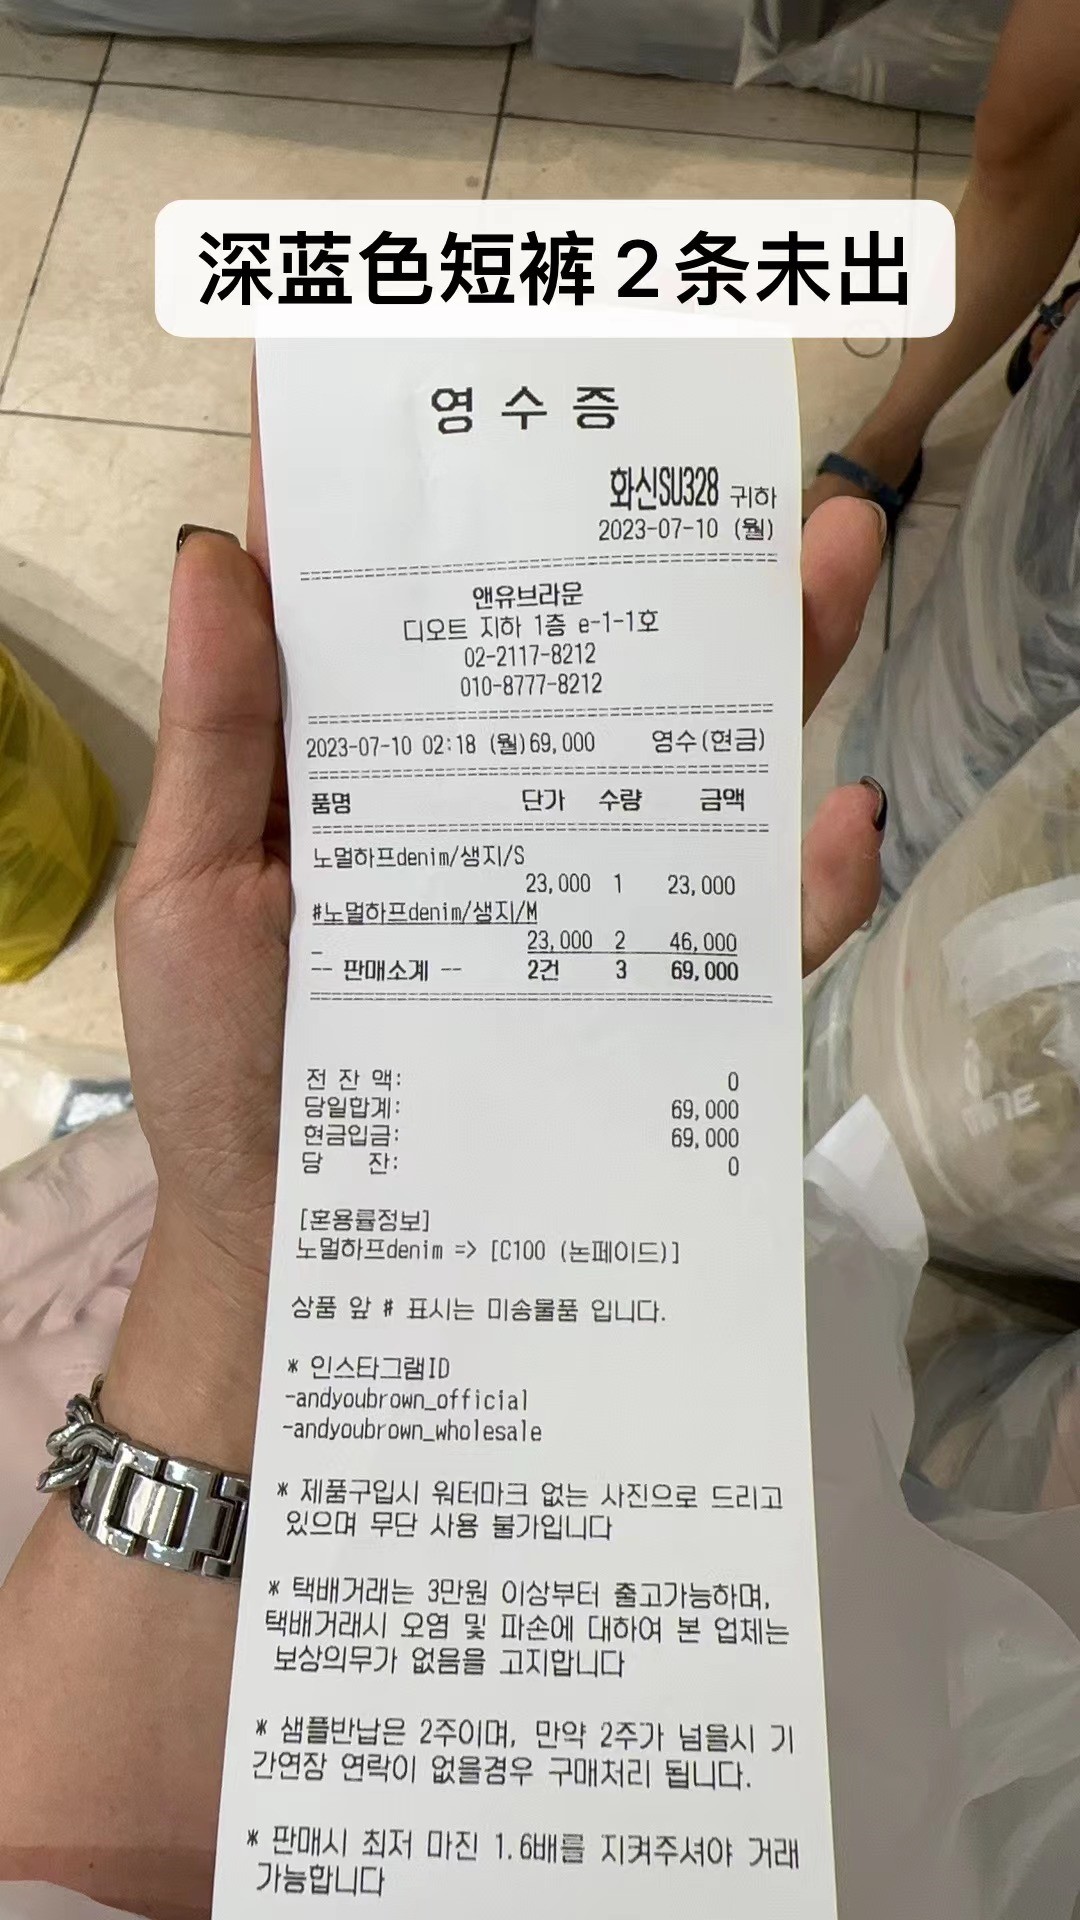 深蓝色短裤2条未出
영 수 증
화신SU328 귀하
2023-07-10 (월)
앤유브라운
디오트 지하 1층 e-1-1호
02-2117-8212
010-8777-8212
2023-07-10 02:18 (월)69,000 영수(현금)
품명 단가 수량 금액
노멀하프denim/생지/S
23,000 1 23,000
#노멀하프denim/생지/M
23,000 2 46,000
-- 판매소계 -- 2건 3 69,000
전 잔 액: 0
당일합계: 69,000
현금입금: 69,000
당 잔: 0
[혼용률정보]
노멀하프denim => [C100 (논페이드)]
상품 앞 # 표시는 미송물품 입니다.
* 인스타그램ID
-andyoubrown_official
-andyoubrown_wholesale
* 제품구입시 워터마크 없는 사진으로 드리고
있으며 무단 사용 불가입니다
* 택배거래는 3만원 이상부터 출고가능하며,
택배거래시 오염 및 파손에 대하여 본 업체는
보상의무가 없음을 고지합니다
* 샘플반납은 2주이며, 만약 2주가 넘을시 기
간연장 연락이 없을경우 구매처리 됩니다.
* 판매시 최저 마진 1.6배를 지켜주셔야 거래
가능합니다